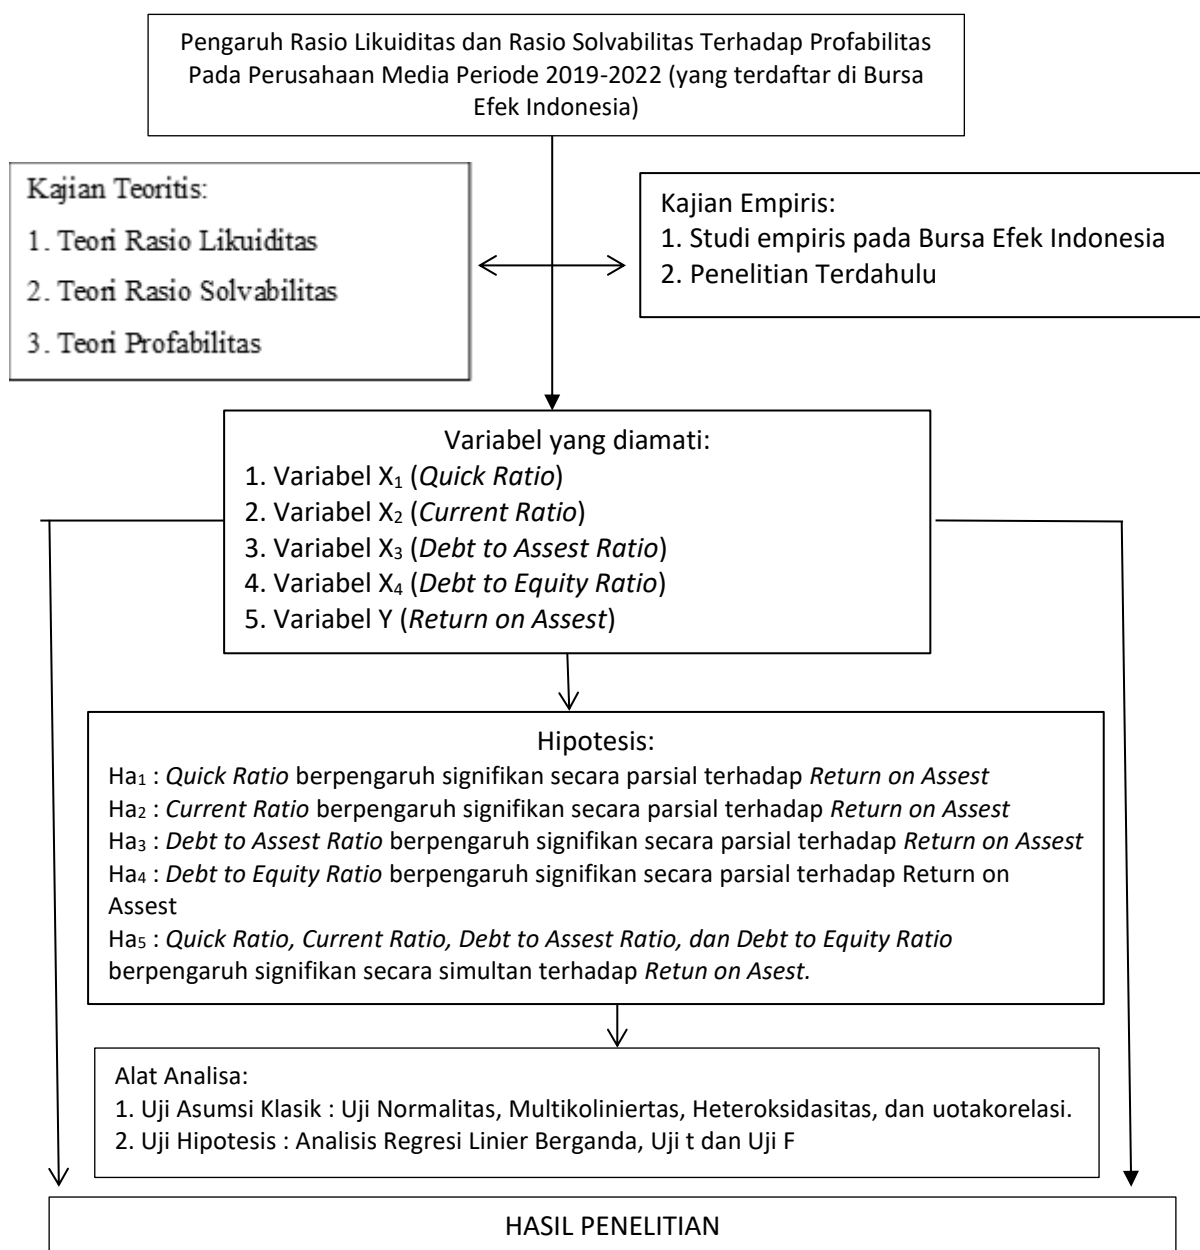 Pengaruh Rasio Likuiditas dan Rasio Solvabilitas Terhadap Profabilitas
Pada Perusahaan Media Periode 2019-2022 (yang terdaftar di Bursa
Efek Indonesia)
Kajian Teoritis:
1. Teori Rasio Likuiditas
2. Teori Rasio Solvabilitas
3. Teori Profabilitas
Kajian Empiris:
1. Studi empiris pada Bursa Efek Indonesia
2. Penelitian Terdahulu
Variabel yang diamati:
1. Variabel X₁ (Quick Ratio)
2. Variabel X₂ (Current Ratio)
3. Variabel X₃ (Debt to Assest Ratio)
4. Variabel X₄ (Debt to Equity Ratio)
5. Variabel Y (Return on Assest)
Hipotesis:
Ha₁ : Quick Ratio berpengaruh signifikan secara parsial terhadap Return on Assest
Ha₂ : Current Ratio berpengaruh signifikan secara parsial terhadap Return on Assest
Ha₃ : Debt to Assest Ratio berpengaruh signifikan secara parsial terhadap Return on Assest
Ha₄ : Debt to Equity Ratio berpengaruh signifikan secara parsial terhadap Return on
Assest
Ha₅ : Quick Ratio, Current Ratio, Debt to Assest Ratio, dan Debt to Equity Ratio
berpengaruh signifikan secara simultan terhadap Retun on Asest.
Alat Analisa:
1. Uji Asumsi Klasik : Uji Normalitas, Multikoliniertas, Heteroksidasitas, dan uotakorelasi.
2. Uji Hipotesis : Analisis Regresi Linier Berganda, Uji t dan Uji F
HASIL PENELITIAN